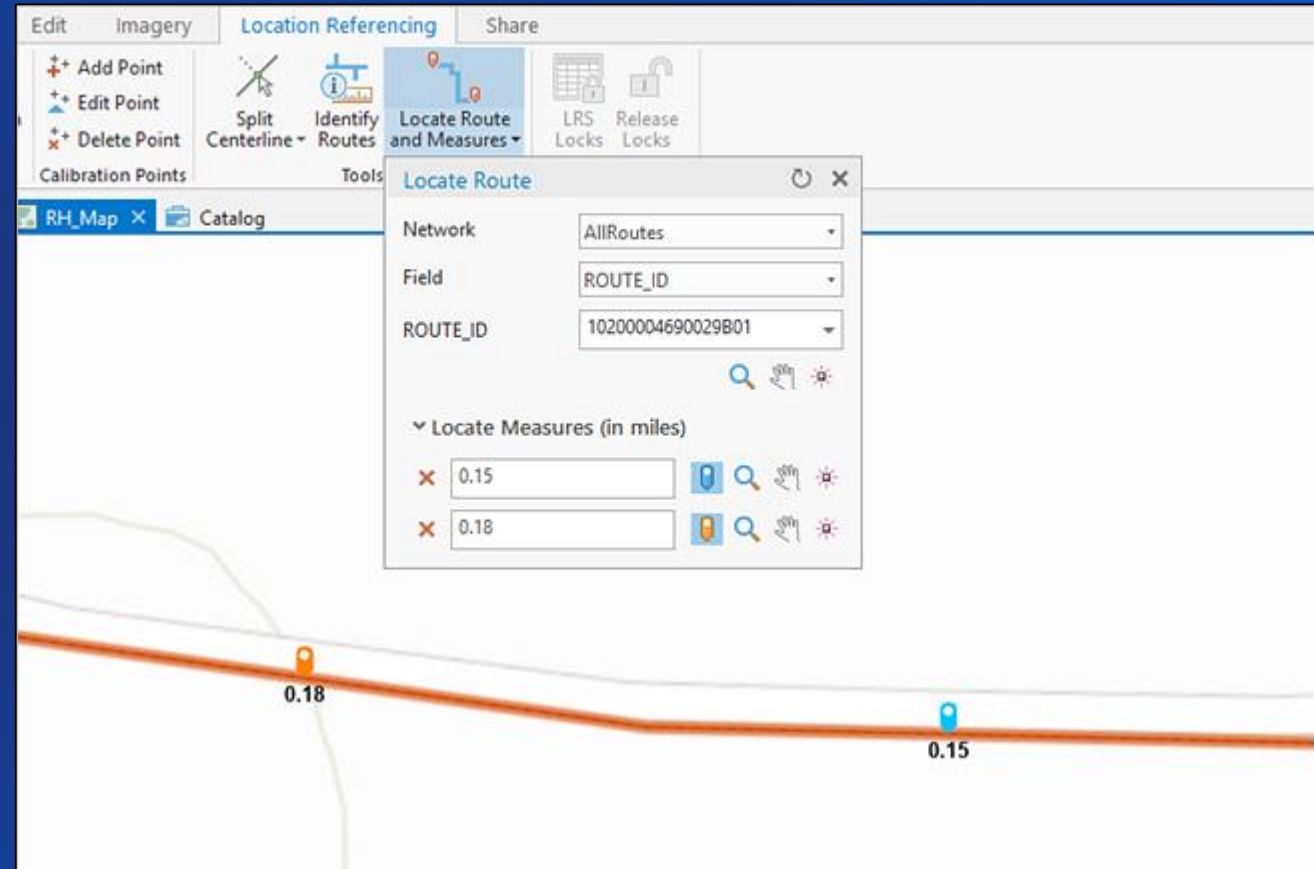 Edit Imagery Location Referencing Share
Add Point
Edit Point
Delete Point
Split Centerline
Identify Routes
Locate Route and Measures
LRS Locks
Release Locks
Calibration Points
Tools
RH_Map
Catalog
Locate Route
Network AllRoutes
Field ROUTE_ID
ROUTE_ID 10200004690029B01
Locate Measures (in miles)
0.15
0.18
0.18
0.15